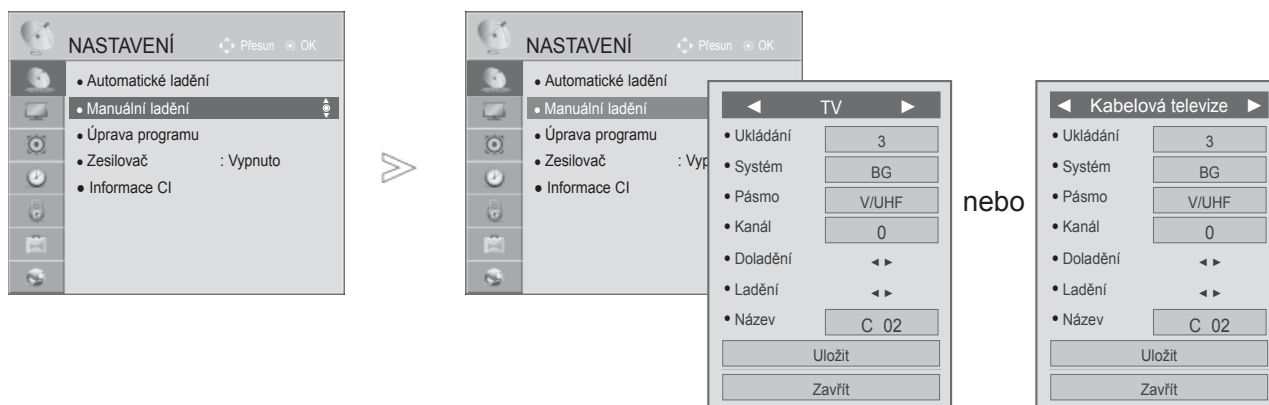 NASTAVENÍ Přesun OK
• Automatické ladění
• Manuální ladění
• Úprava programu
• Zesilovač : Vypnuto
• Informace CI
NASTAVENÍ Přesun OK
• Automatické ladění
• Manuální ladění
• Úprava programu
• Zesilovač : Vyp
• Informace CI
◄ TV ►
• Ukládání 3
• Systém BG
• Pásmo V/UHF
• Kanál 0
• Doladění ◄ ►
• Ladění ◄ ►
• Název C 02
Uložit
Zavřít
nebo
◄ Kabelová televize ►
• Ukládání 3
• Systém BG
• Pásmo V/UHF
• Kanál 0
• Doladění ◄ ►
• Ladění ◄ ►
• Název C 02
Uložit
Zavřít